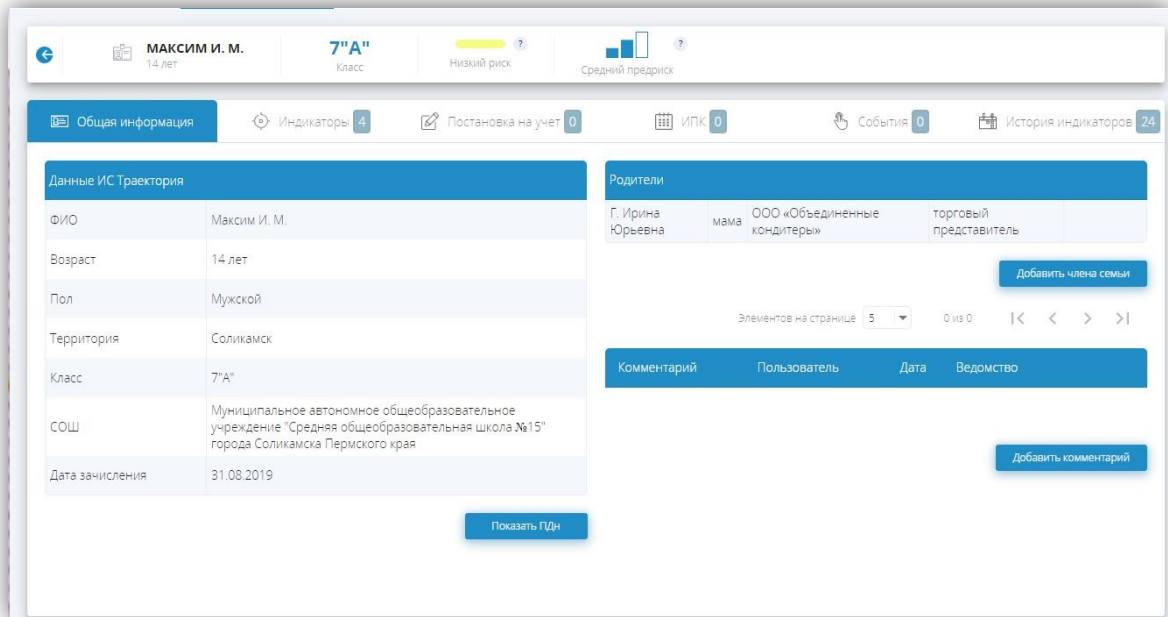 МАКСИМ И. М.
14 лет
7"А"
Класс
?
Низкий риск
?
Средний предриск
Общая информация
Индикаторы 4
Постановка на учет 0
ИПК 0
События 0
История индикаторов 24
Данные ИС Траектория
ФИО Максим И. М.
Возраст 14 лет
Пол Мужской
Территория Соликамск
Класс 7"А"
СОШ
Муниципальное автономное общеобразовательное
учреждение "Средняя общеобразовательная школа №15"
города Соликамска Пермского края
Дата зачисления 31.08.2019
Показать ПДн
Родители
Г. Ирина
Юрьевна
мама
ООО «Объединенные
кондитеры»
торговый
представитель
Добавить члена семьи
Элементов на странице 5 0 из 0
Комментарий Пользователь Дата Ведомство
Добавить комментарий